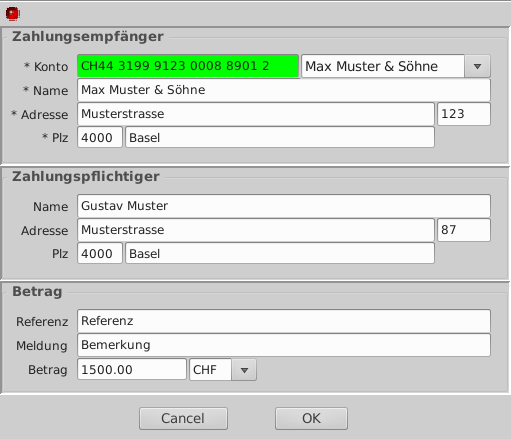 Zahlungsempfänger
* Konto CH44 3199 9123 0008 8901 2 Max Muster & Söhne
* Name Max Muster & Söhne
* Adresse Musterstrasse 123
* Plz 4000 Basel
Zahlungspflichtiger
Name Gustav Muster
Adresse Musterstrasse 87
Plz 4000 Basel
Betrag
Referenz Referenz
Meldung Bemerkung
Betrag 1500.00 CHF
Cancel OK